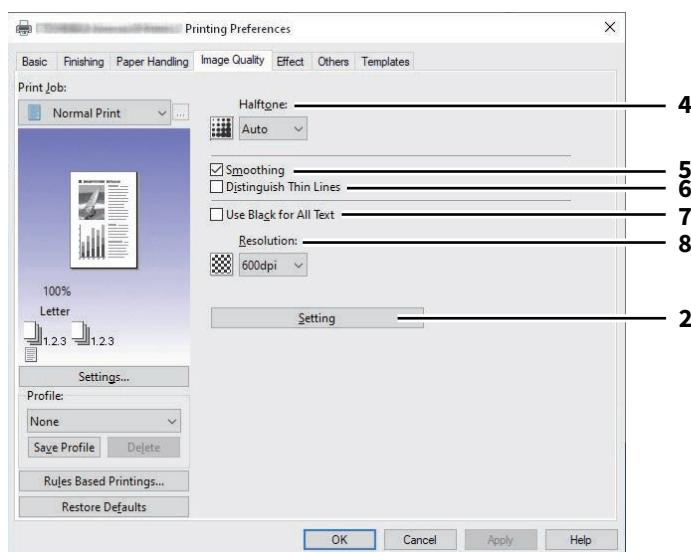 Printing Preferences
Basic Finishing Paper Handling Image Quality Effect Others Templates
Print Job:
Normal Print ...
Halftone: 4
Auto
Smoothing 5
Distinguish Thin Lines 6
Use Black for All Text 7
Resolution: 8
600dpi
100%
Letter
1.2.3 1.2.3
Setting 2
Settings...
Profile:
None
Save Profile Delete
Rules Based Printings...
Restore Defaults
OK Cancel Apply Help